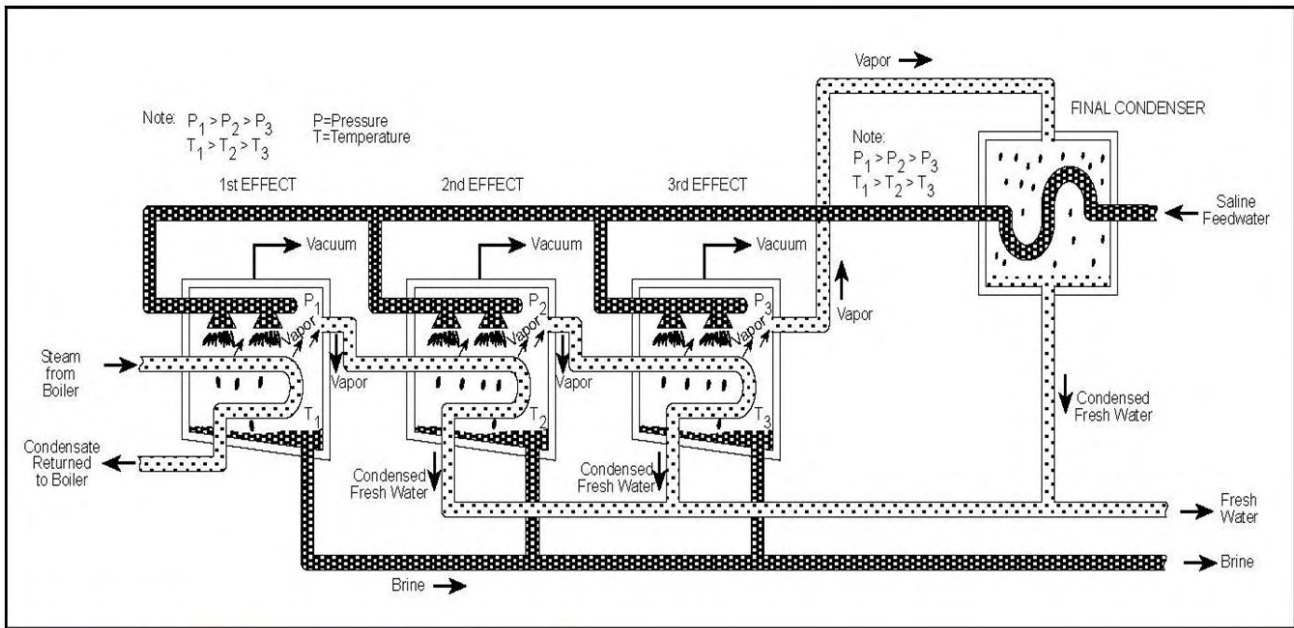 Vapor
FINAL CONDENSER
Note: P1 > P2 > P3
T1 > T2 > T3
P=Pressure
T=Temperature
Note:
P1 > P2 > P3
T1 > T2 > T3
1st EFFECT
2nd EFFECT
3rd EFFECT
Saline
Feedwater
Vacuum
Vacuum
Vacuum
P1
P2
P3
Vapor
Vapor
Vapor
Vapor
Steam
from
Boiler
Vapor
Vapor
T1
T2
T3
Condensed
Fresh Water
Condensate
Returned
to Boiler
Condensed
Fresh Water
Condensed
Fresh Water
Fresh
Water
Brine
Brine